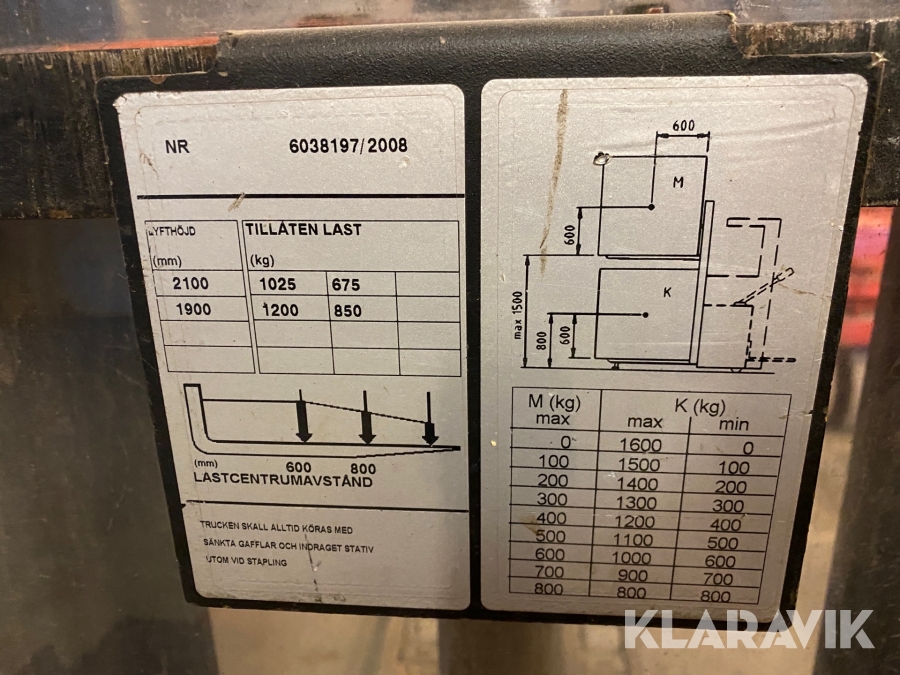 NR 6038197/2008
LYFTHÖJD
(mm)
TILLÅTEN LAST
(kg)
2100 1025 675
1900 1200 850
600 800
(mm)
LASTCENTRUMAVSTÅND
TRUCKEN SKALL ALLTID KÖRAS MED
SÄNKTA GAFFLAR OCH INDRAGET STATIV
UTOM VID STAPLING
600
M
600
K
max 1500
800
600
M (kg) K (kg)
max max min
0 1600 0
100 1500 100
200 1400 200
300 1300 300
400 1200 400
500 1100 500
600 1000 600
700 900 700
800 800 800
KLARAVIK